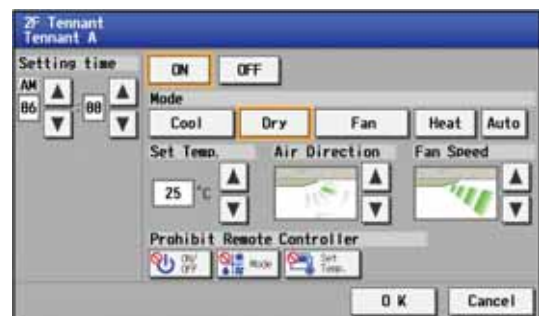 2F Tennant
Tennant A
Setting time
ON OFF
AM
06 : 00
Mode
Cool Dry Fan Heat Auto
Set Temp. Air Direction Fan Speed
25 °C
Prohibit Remote Controller
ON/OFF Mode Set Temp.
OK Cancel